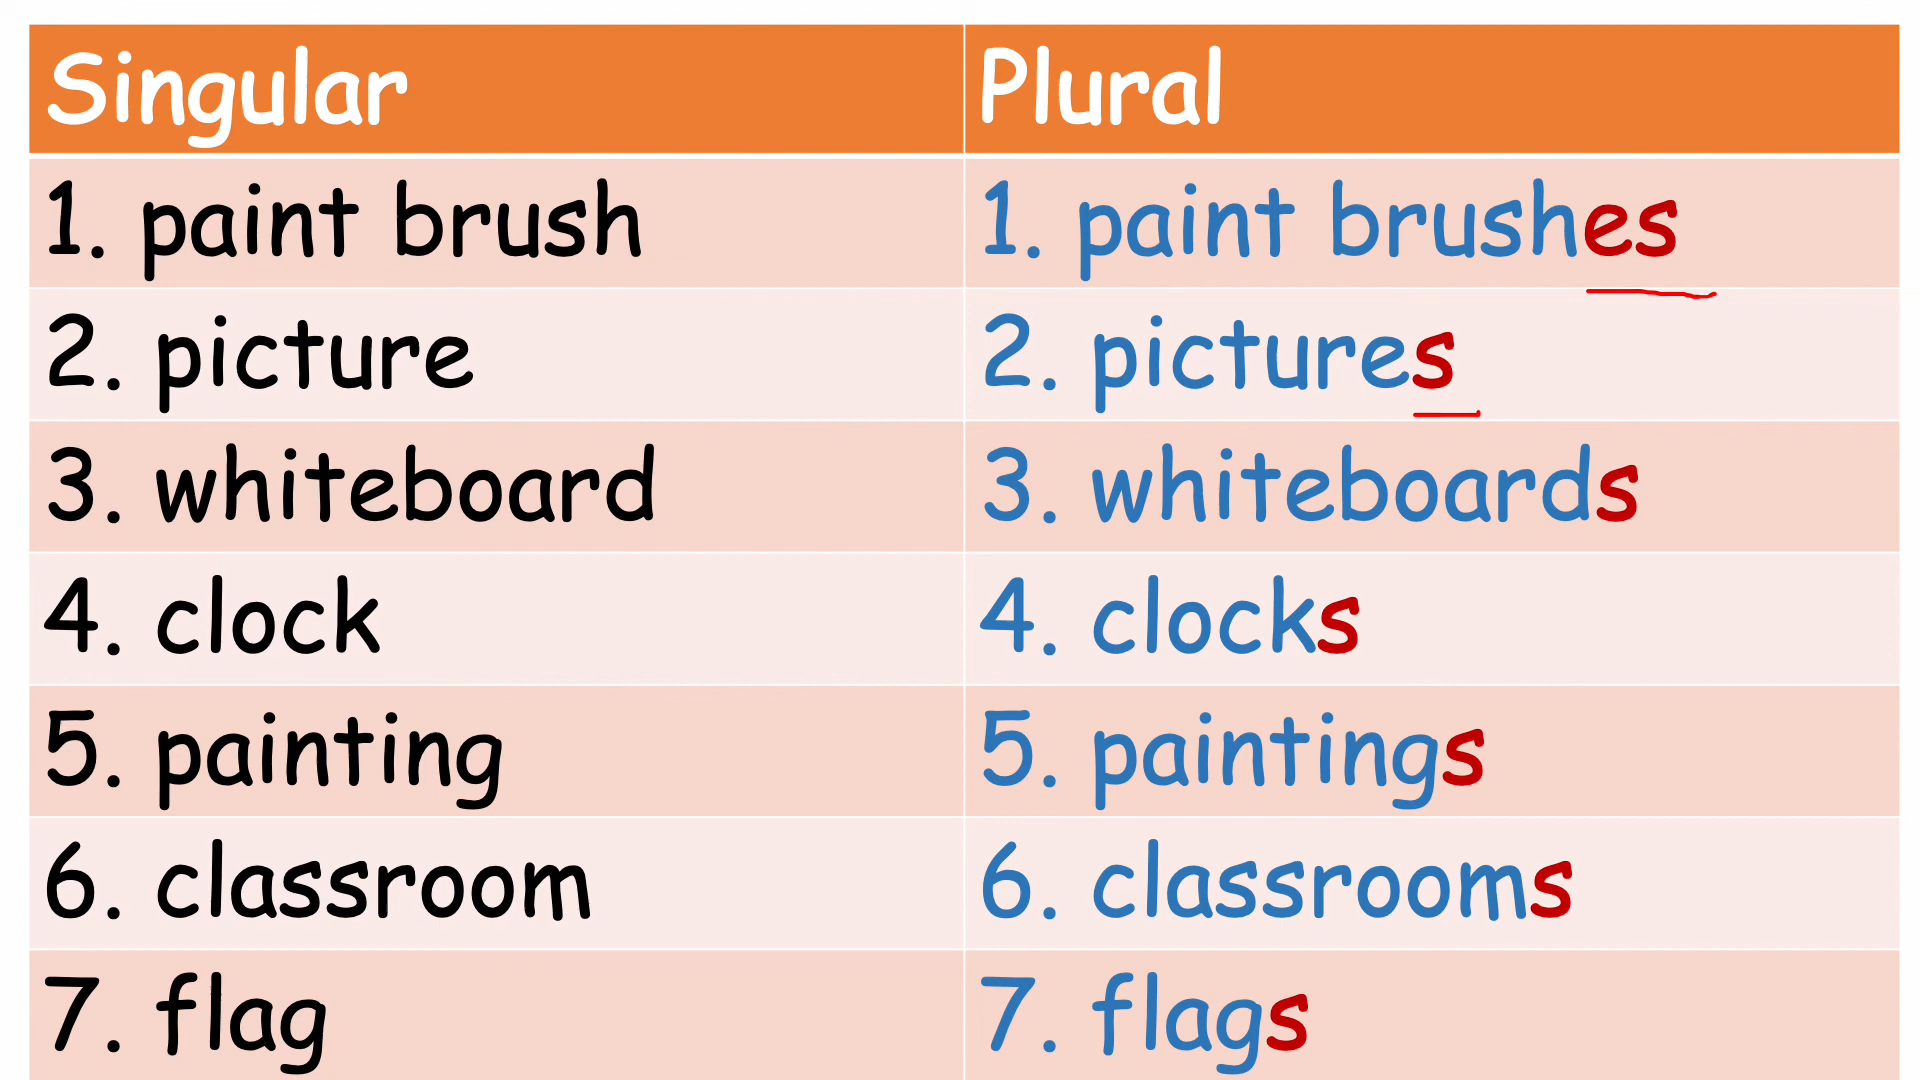 Singular Plural
1. paint brush 1. paint brushes
2. picture 2. pictures
3. whiteboard 3. whiteboards
4. clock 4. clocks
5. painting 5. paintings
6. classroom 6. classrooms
7. flag 7. flags